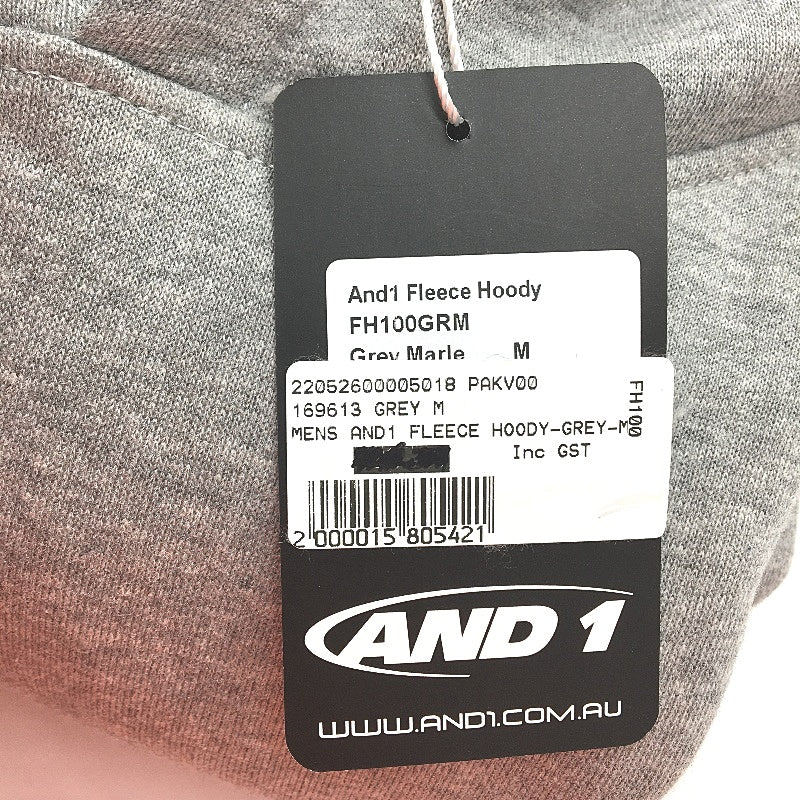 And1 Fleece Hoody
FH100GRM
Grey Marle M
22052600005018 PAKV00
169613 GREY M
MENS AND1 FLEECE HOODY-GREY-M
Inc GST
FH100
2 000015 805421
AND 1
WWW.AND1.COM.AU